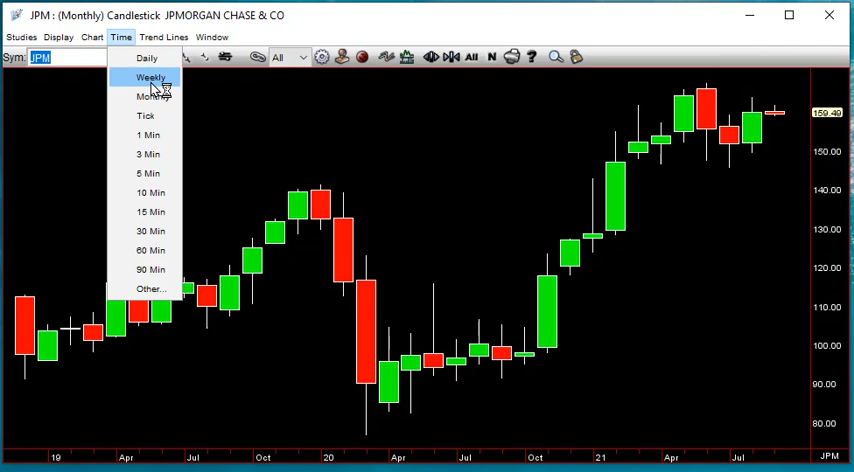 JPM : (Monthly) Candlestick JPMORGAN CHASE & CO
Studies Display Chart Time Trend Lines Window
Sym: JPM All All N ?
Daily
Weekly
Monthly
Tick
1 Min
3 Min
5 Min
10 Min
15 Min
30 Min
60 Min
90 Min
Other...
159.49
150.00
140.00
130.00
120.00
110.00
100.00
90.00
80.00
19 Apr Jul Oct 20 Apr Jul Oct 21 Apr Jul JPM